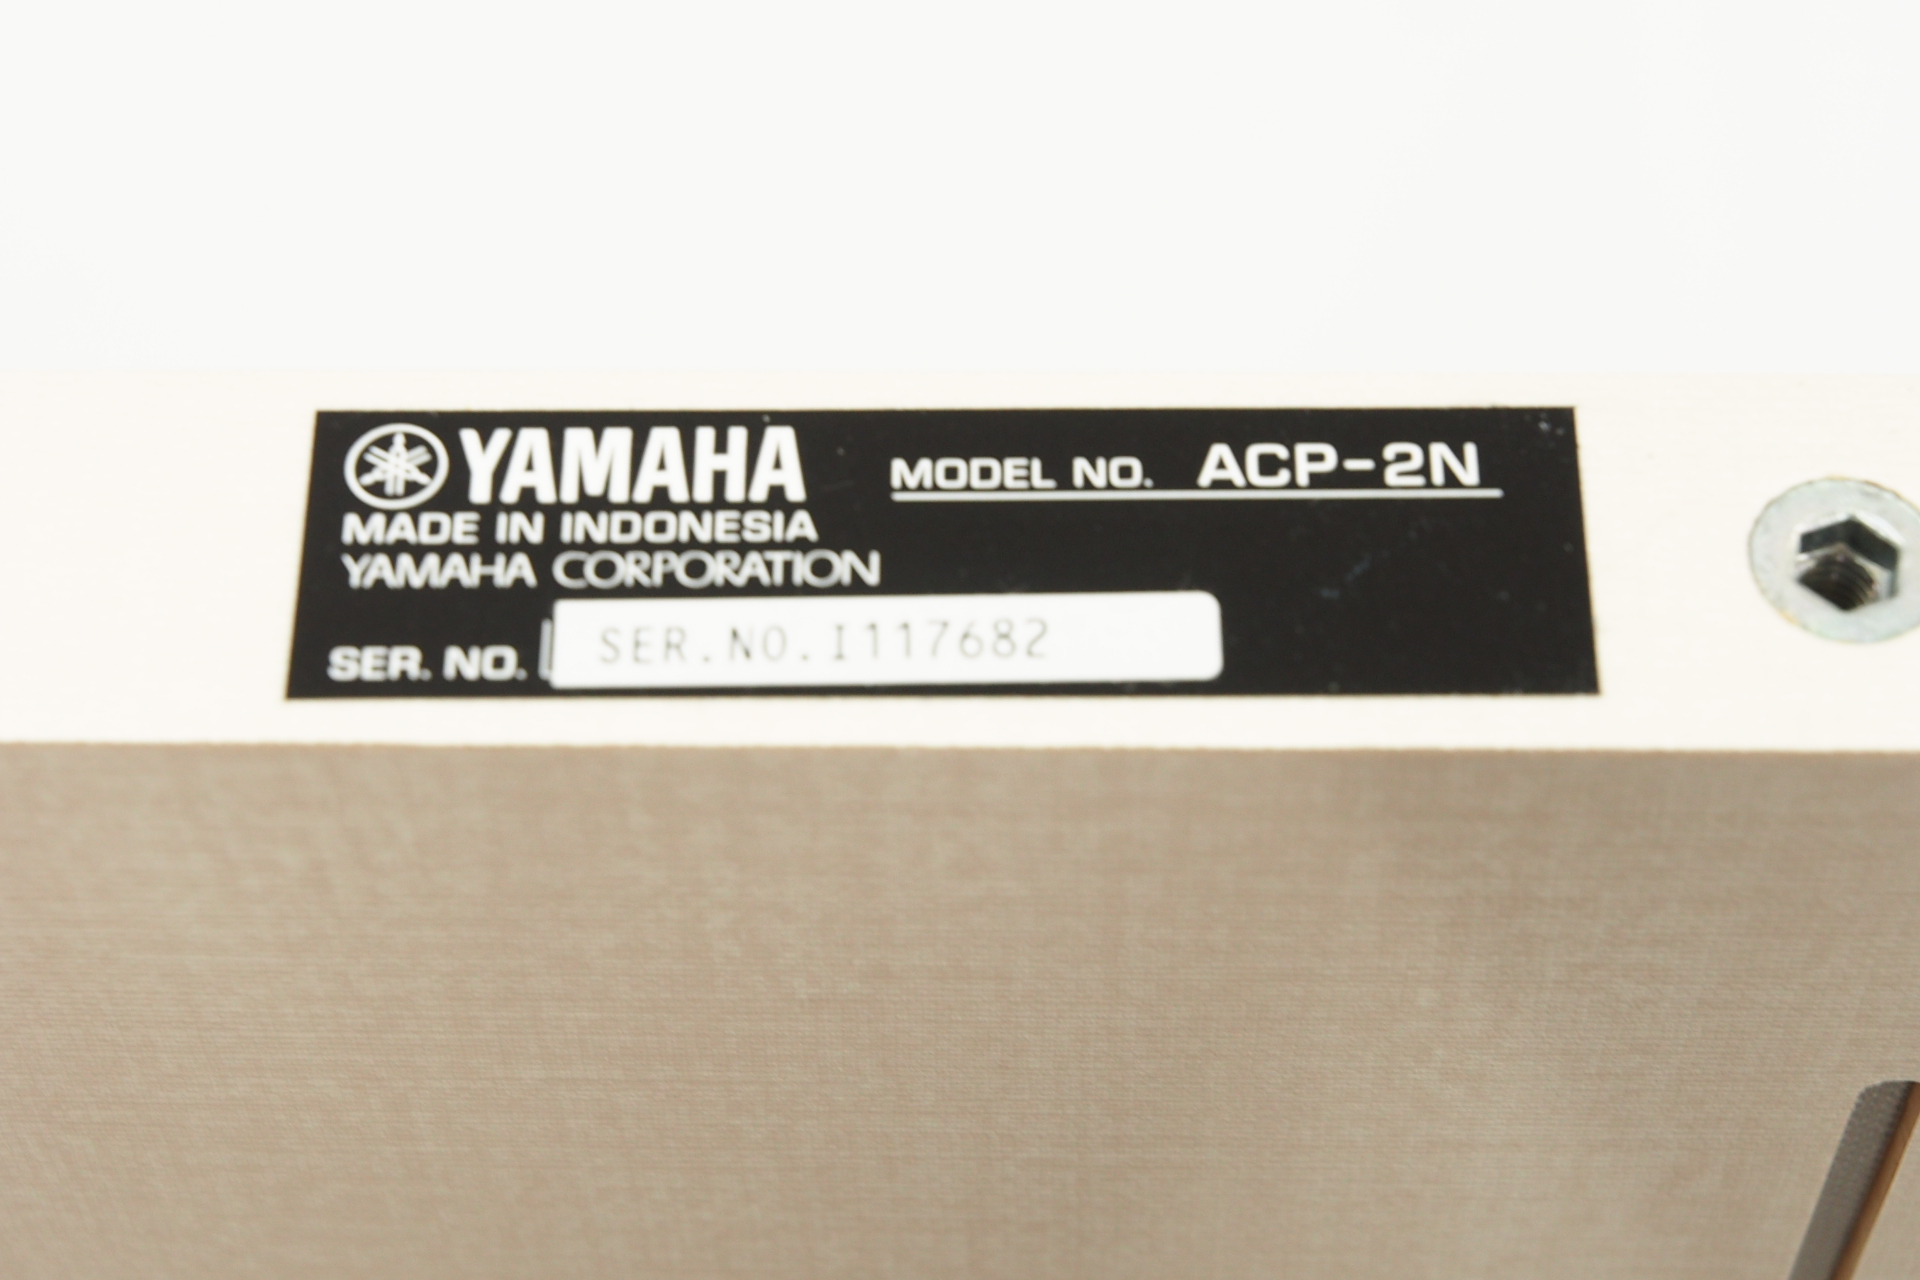 YAMAHA
MODEL NO. ACP-2N
MADE IN INDONESIA
YAMAHA CORPORATION
SER. NO. SER.NO.I117682